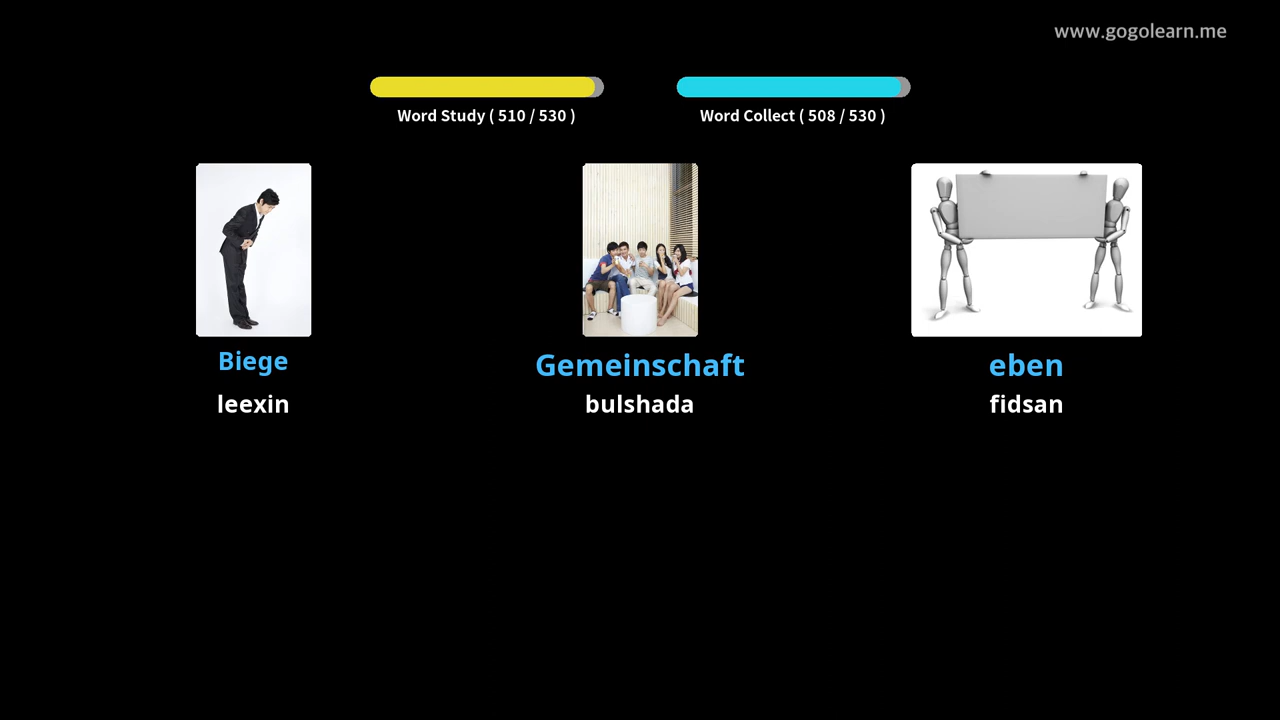 www.gogolearn.me
Word Study ( 510 / 530 )
Word Collect ( 508 / 530 )
Biege
Gemeinschaft
eben
leexin
bulshada
fidsan